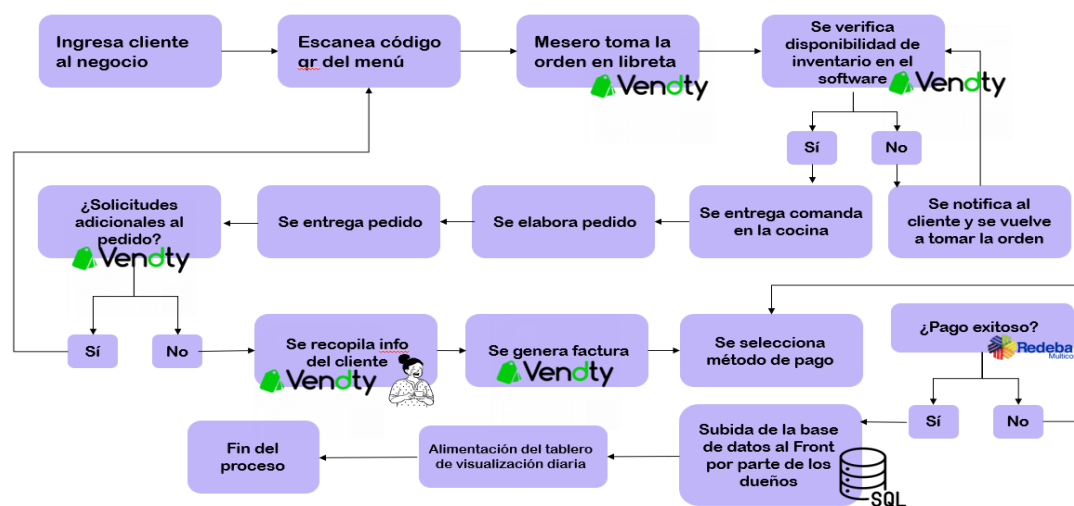 Ingresa cliente
al negocio
Escanea código
qr del menú
Mesero toma la
orden en libreta
Vendty
Se verifica
disponibilidad de
inventario en el
software
Vendty
Sí
No
¿Solicitudes
adicionales al
pedido?
Vendty
Se entrega pedido
Se elabora pedido
Se entrega comanda
en la cocina
Se notifica al
cliente y se vuelve
a tomar la orden
Sí
No
Se recopila info
del cliente
Vendty
Se genera factura
Vendty
Se selecciona
método de pago
¿Pago exitoso?
Redeba
Multico
Sí
No
Fin del
proceso
Alimentación del tablero
de visualización diaria
Subida de la base
de datos al Front
por parte de los
dueños
SQL